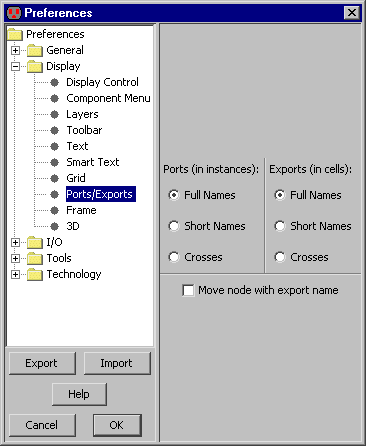 Preferences
Preferences
General
Display
Display Control
Component Menu
Layers
Toolbar
Text
Smart Text
Grid
Ports/Exports
Frame
3D
I/O
Tools
Technology
Export
Import
Help
Cancel
OK
Ports (in instances):
Exports (in cells):
Full Names
Full Names
Short Names
Short Names
Crosses
Crosses
Move node with export name